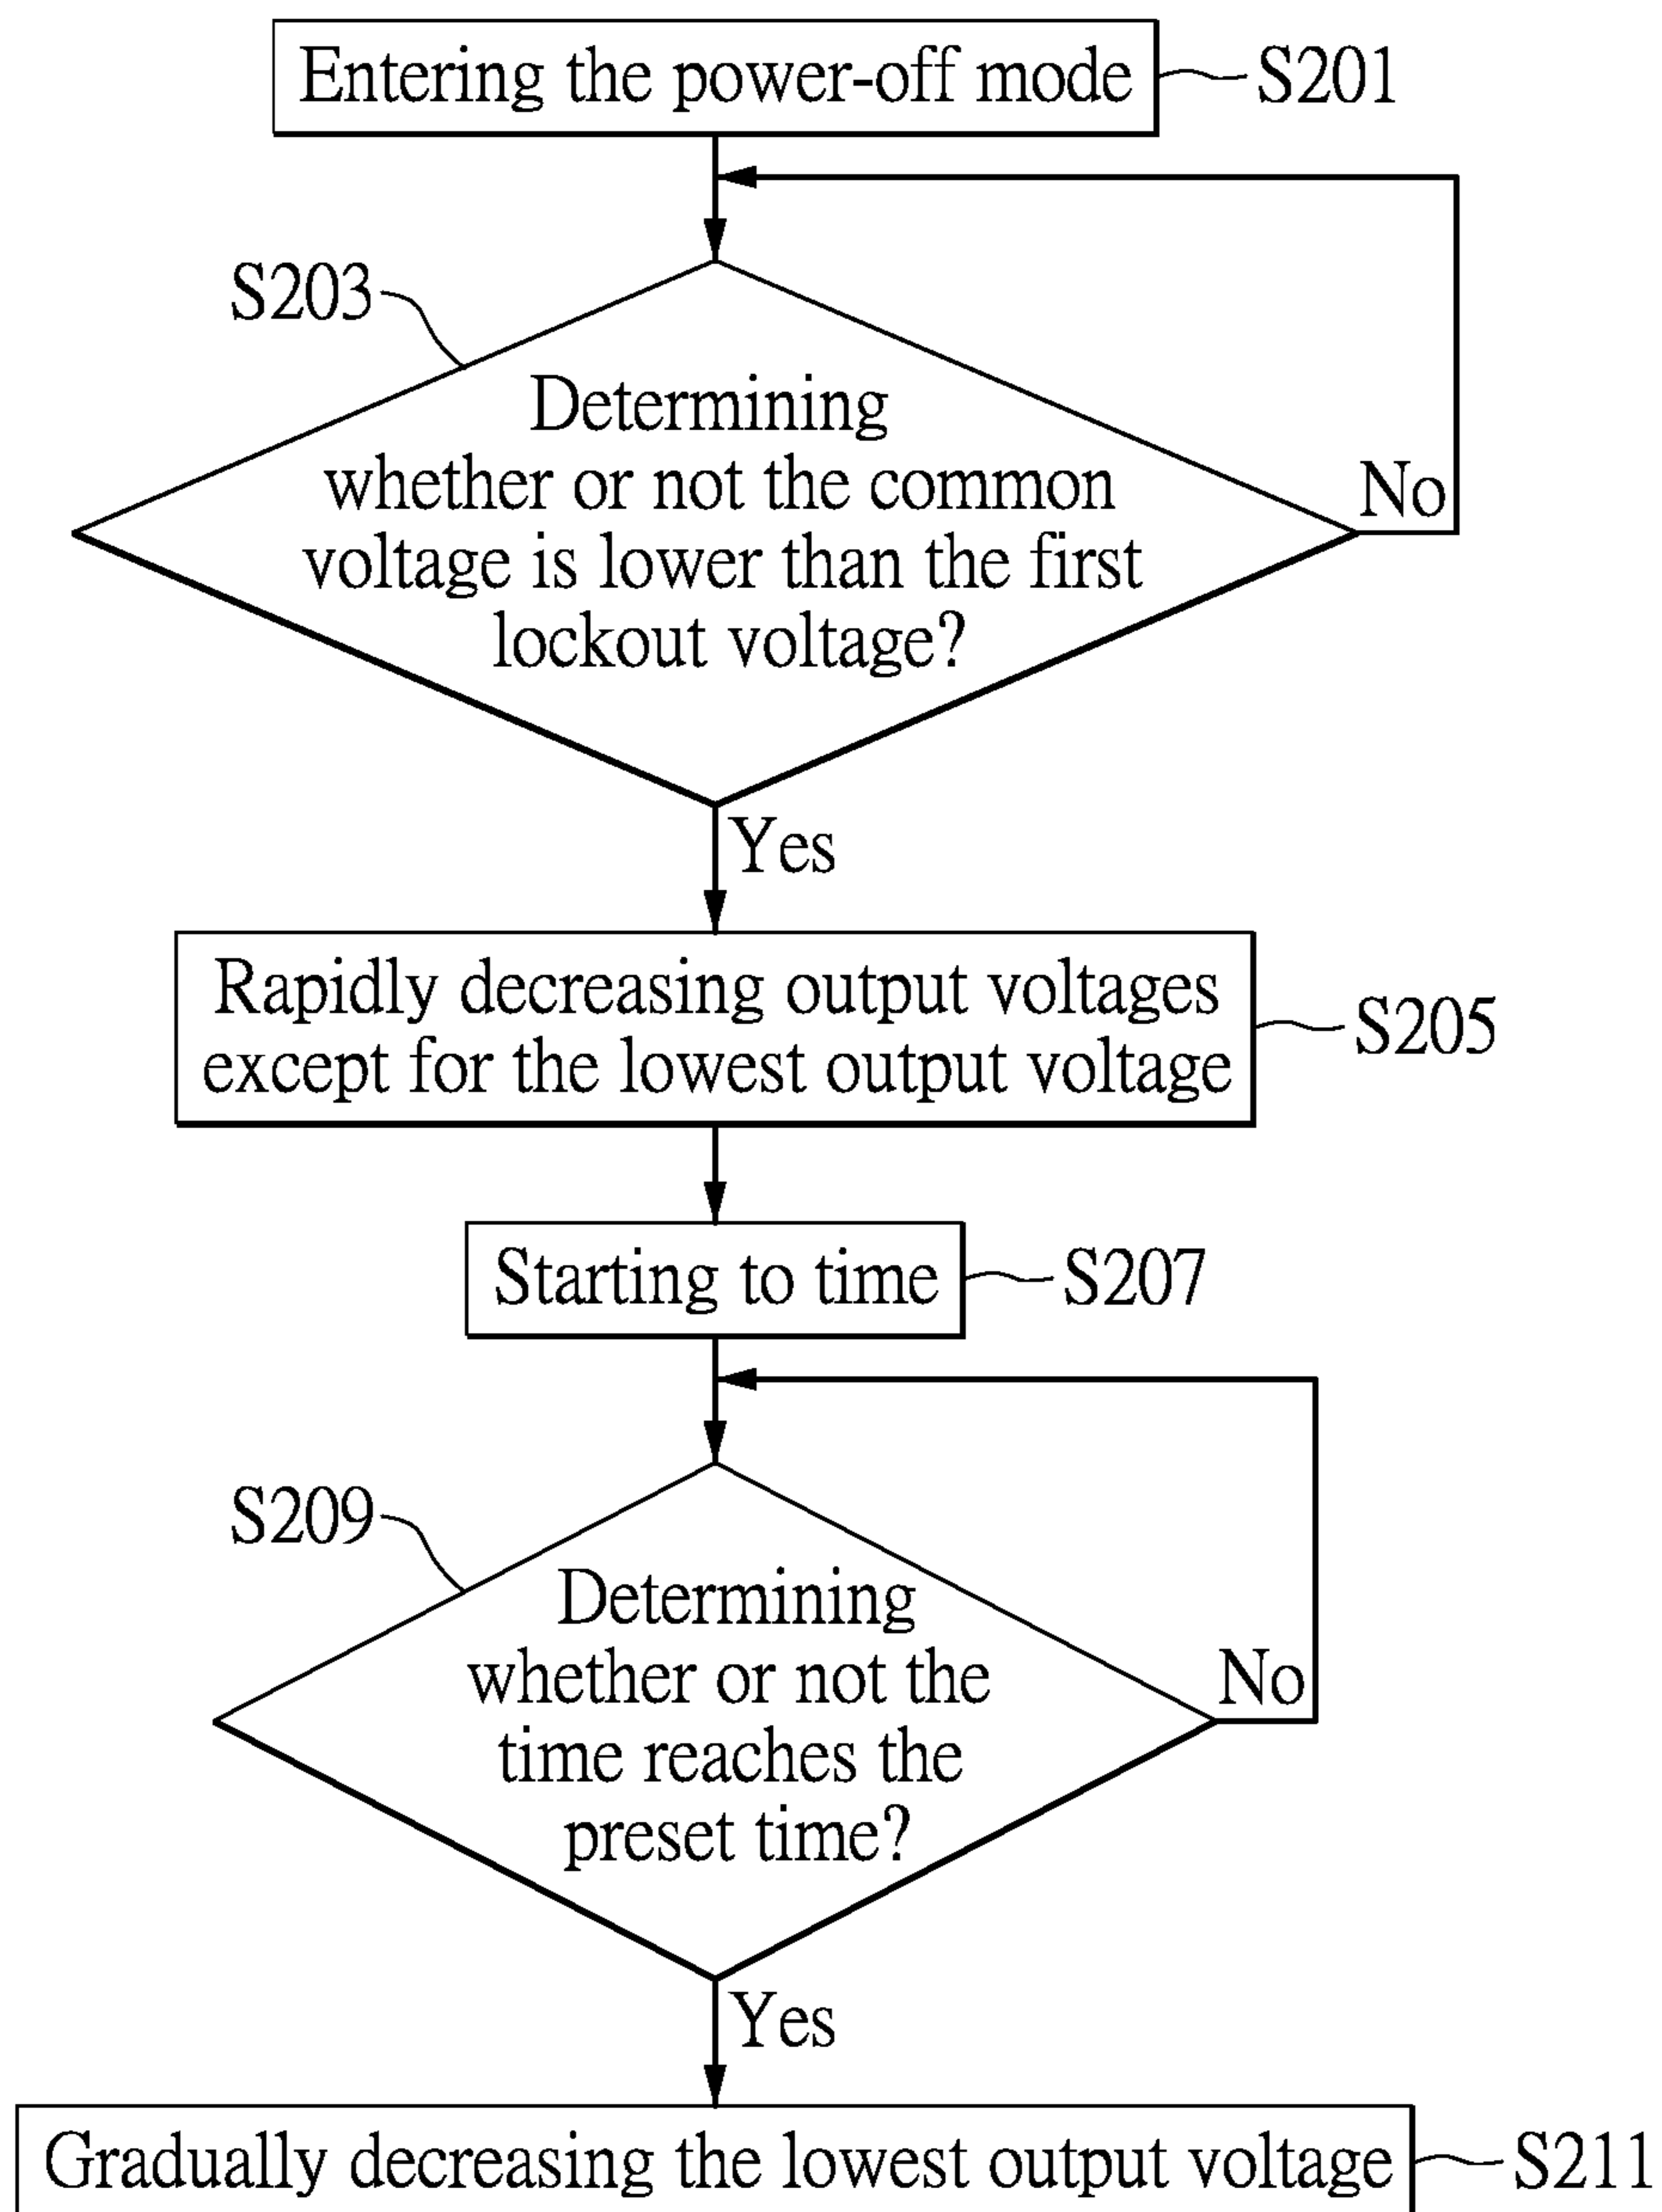 Entering the power-off mode
S201
S203
Determining
whether or not the common
voltage is lower than the first
lockout voltage?
No
Yes
Rapidly decreasing output voltages
except for the lowest output voltage
S205
Starting to time
S207
S209
Determining
whether or not the
time reaches the
preset time?
No
Yes
Gradually decreasing the lowest output voltage
S211